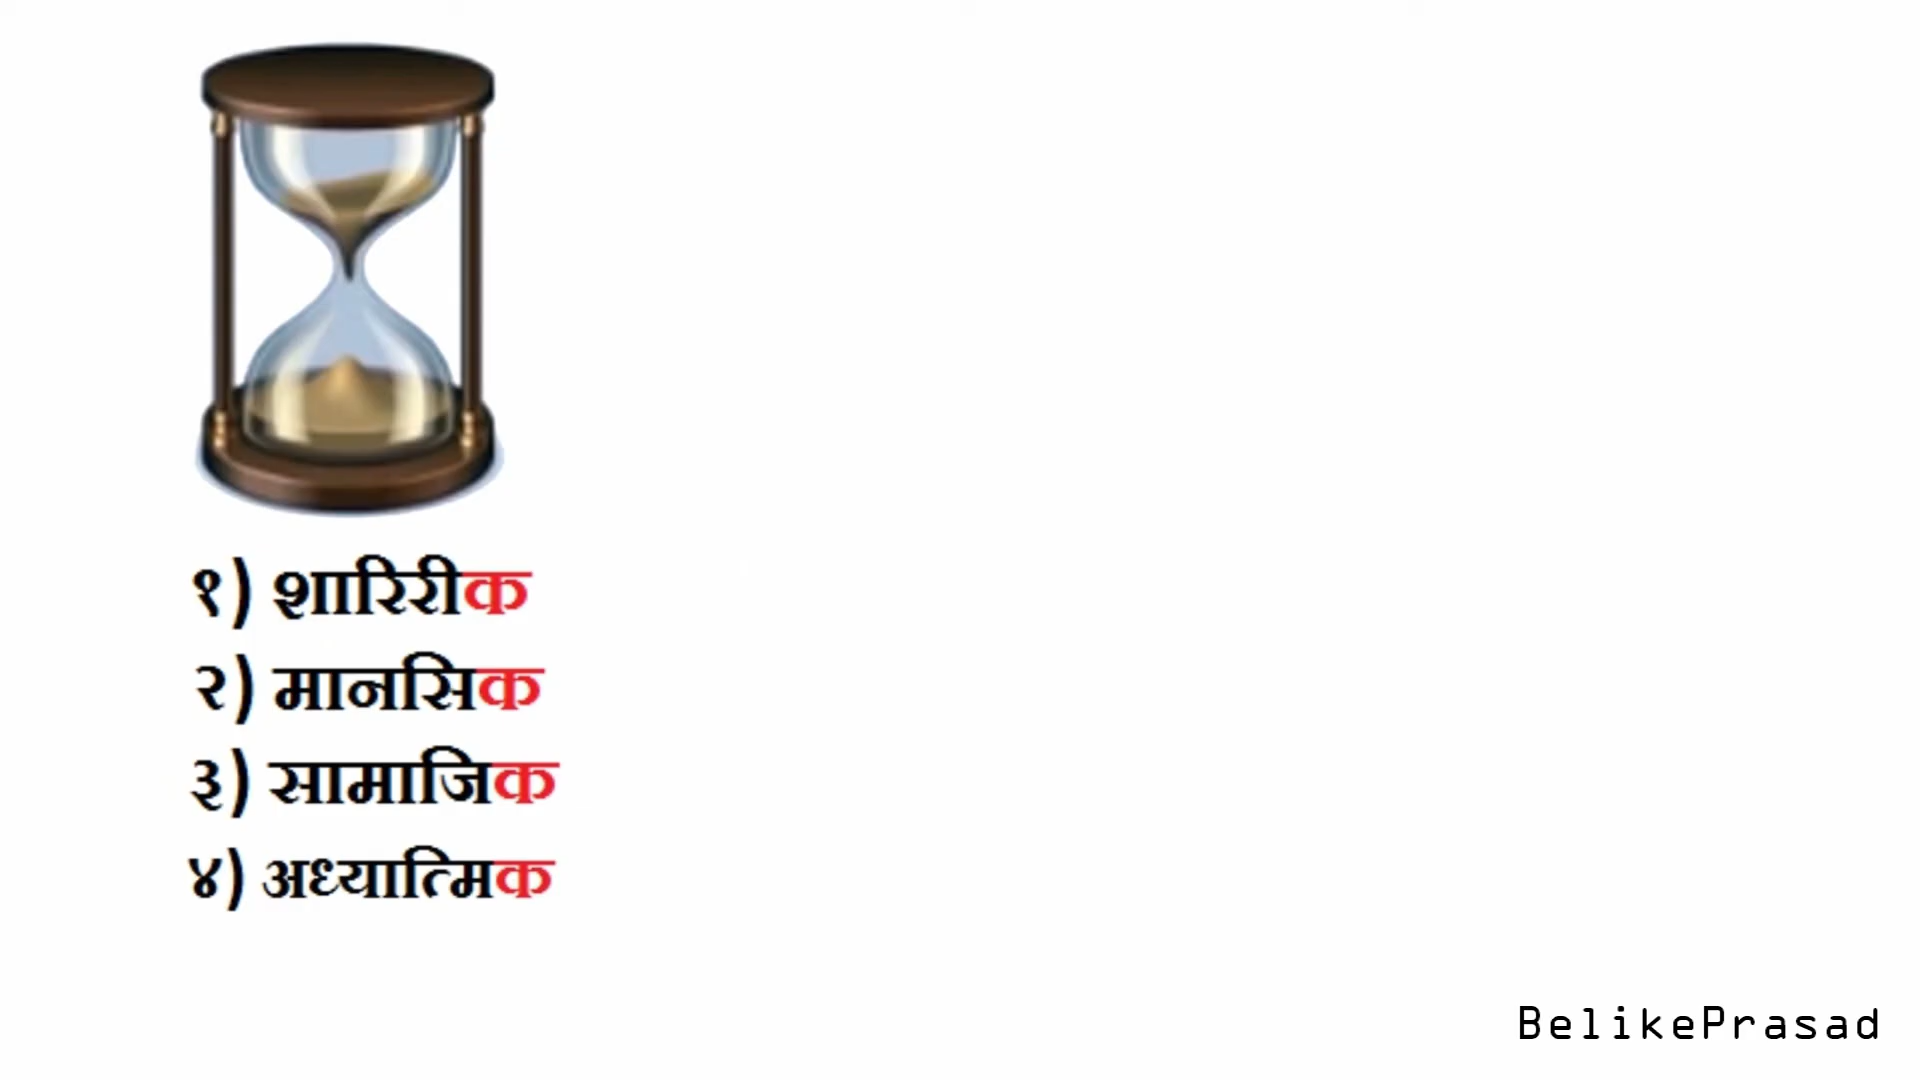 १) शारिरीक
२) मानसिक
३) सामाजिक
४) अध्यात्मिक
BelikePrasad